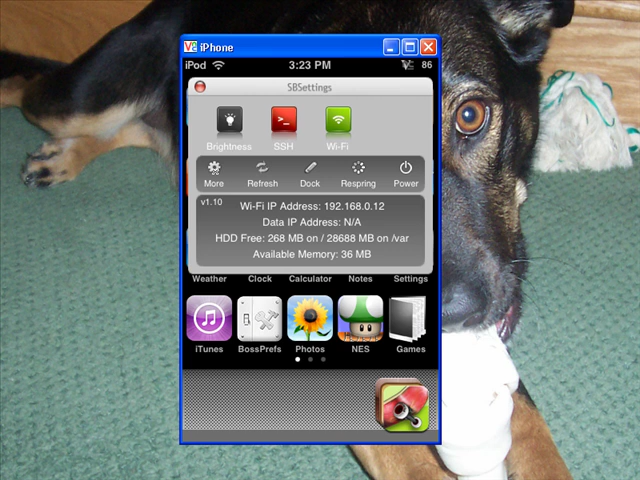 iPhone
iPod 3:23 PM 86
SBSettings
Brightness SSH Wi-Fi
More Refresh Dock Respring Power
v1.10
Wi-Fi IP Address: 192.168.0.12
Data IP Address: N/A
HDD Free: 268 MB on / 28688 MB on /var
Available Memory: 36 MB
Weather Clock Calculator Notes Settings
iTunes BossPrefs Photos NES Games